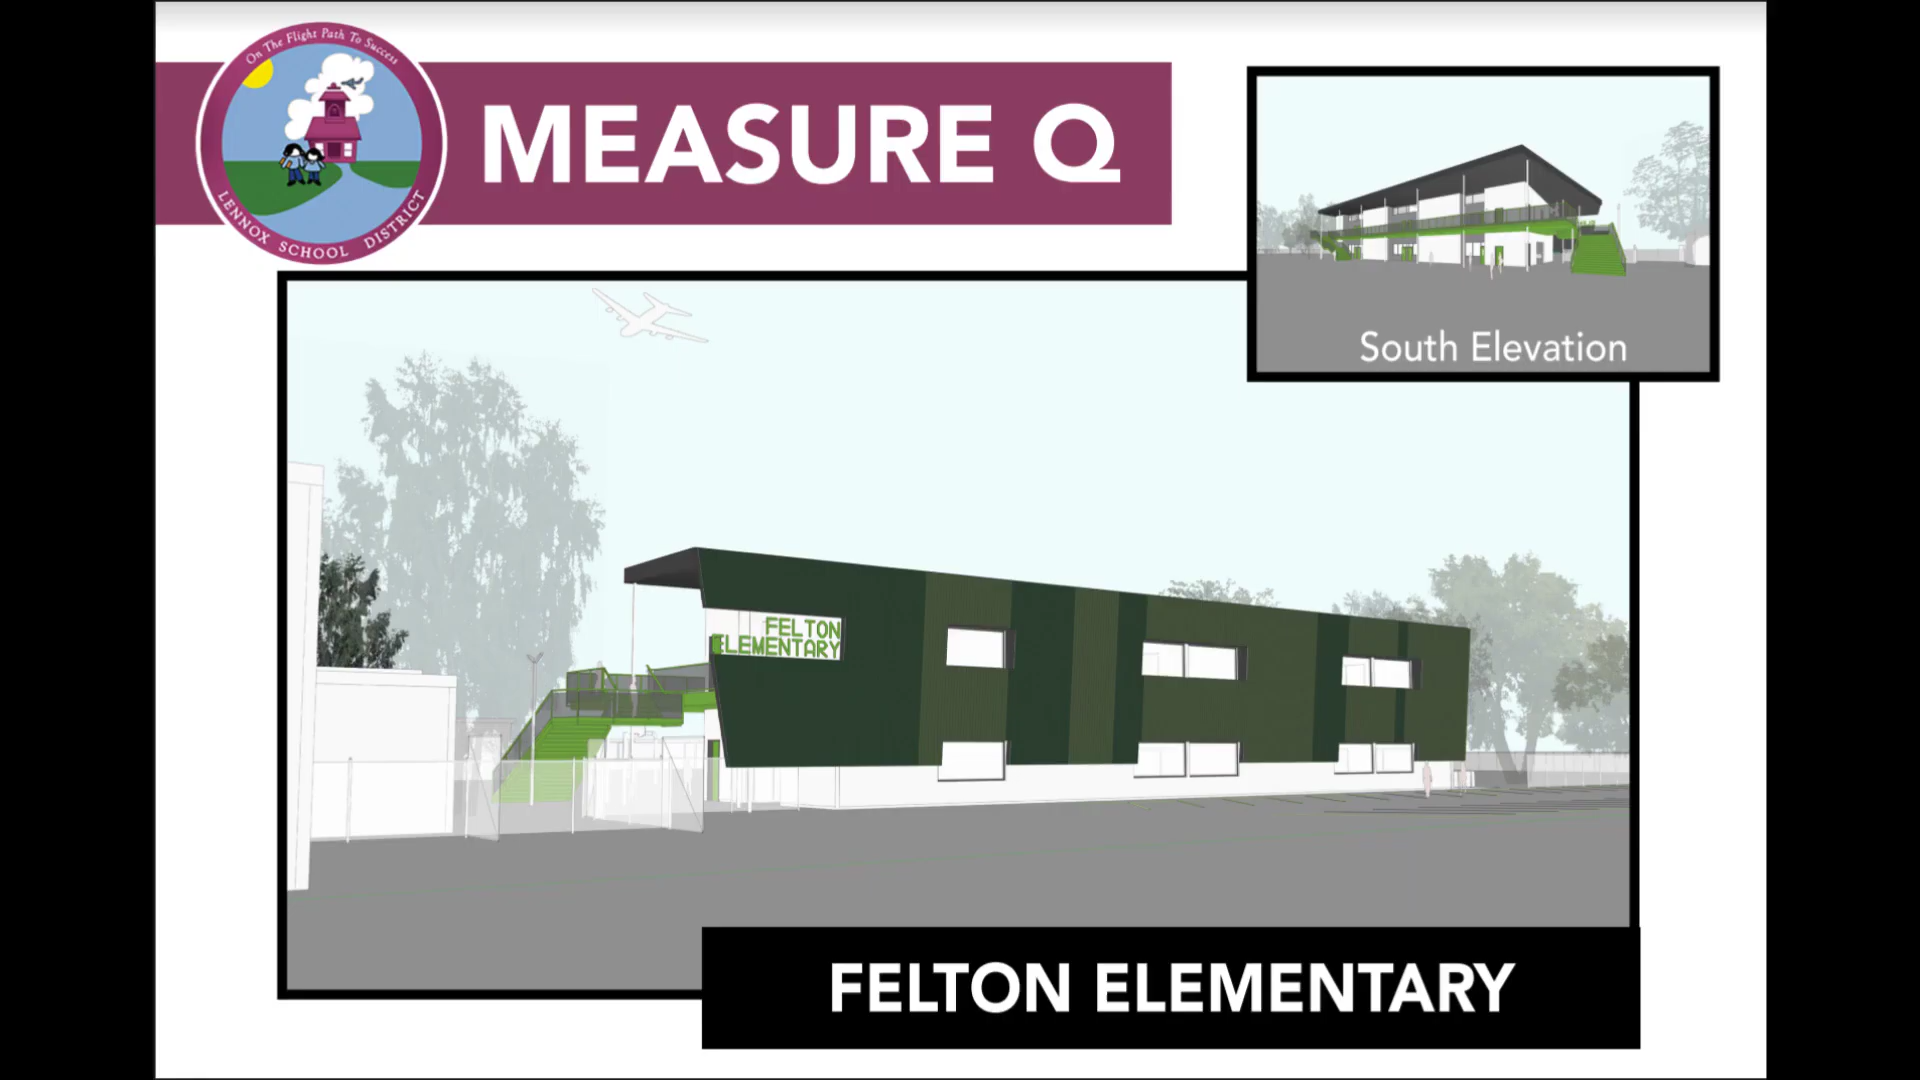 On The Flight Path To Success
LENNOX SCHOOL DISTRICT
MEASURE Q
South Elevation
FELTON
ELEMENTARY
FELTON ELEMENTARY